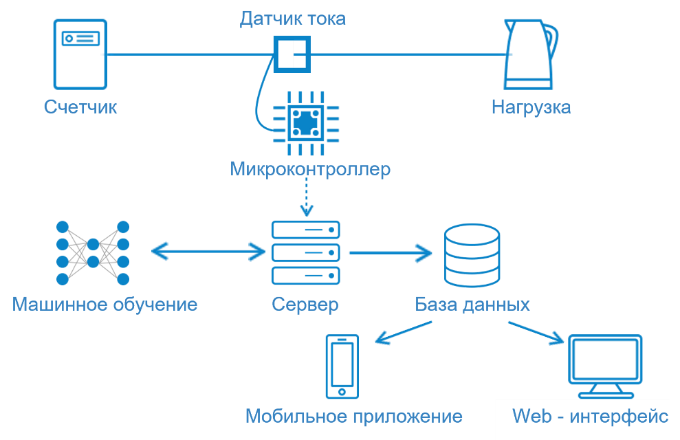 Датчик тока
Счетчик
Нагрузка
Микроконтроллер
Машинное обучение
Сервер
База данных
Мобильное приложение
Web - интерфейс